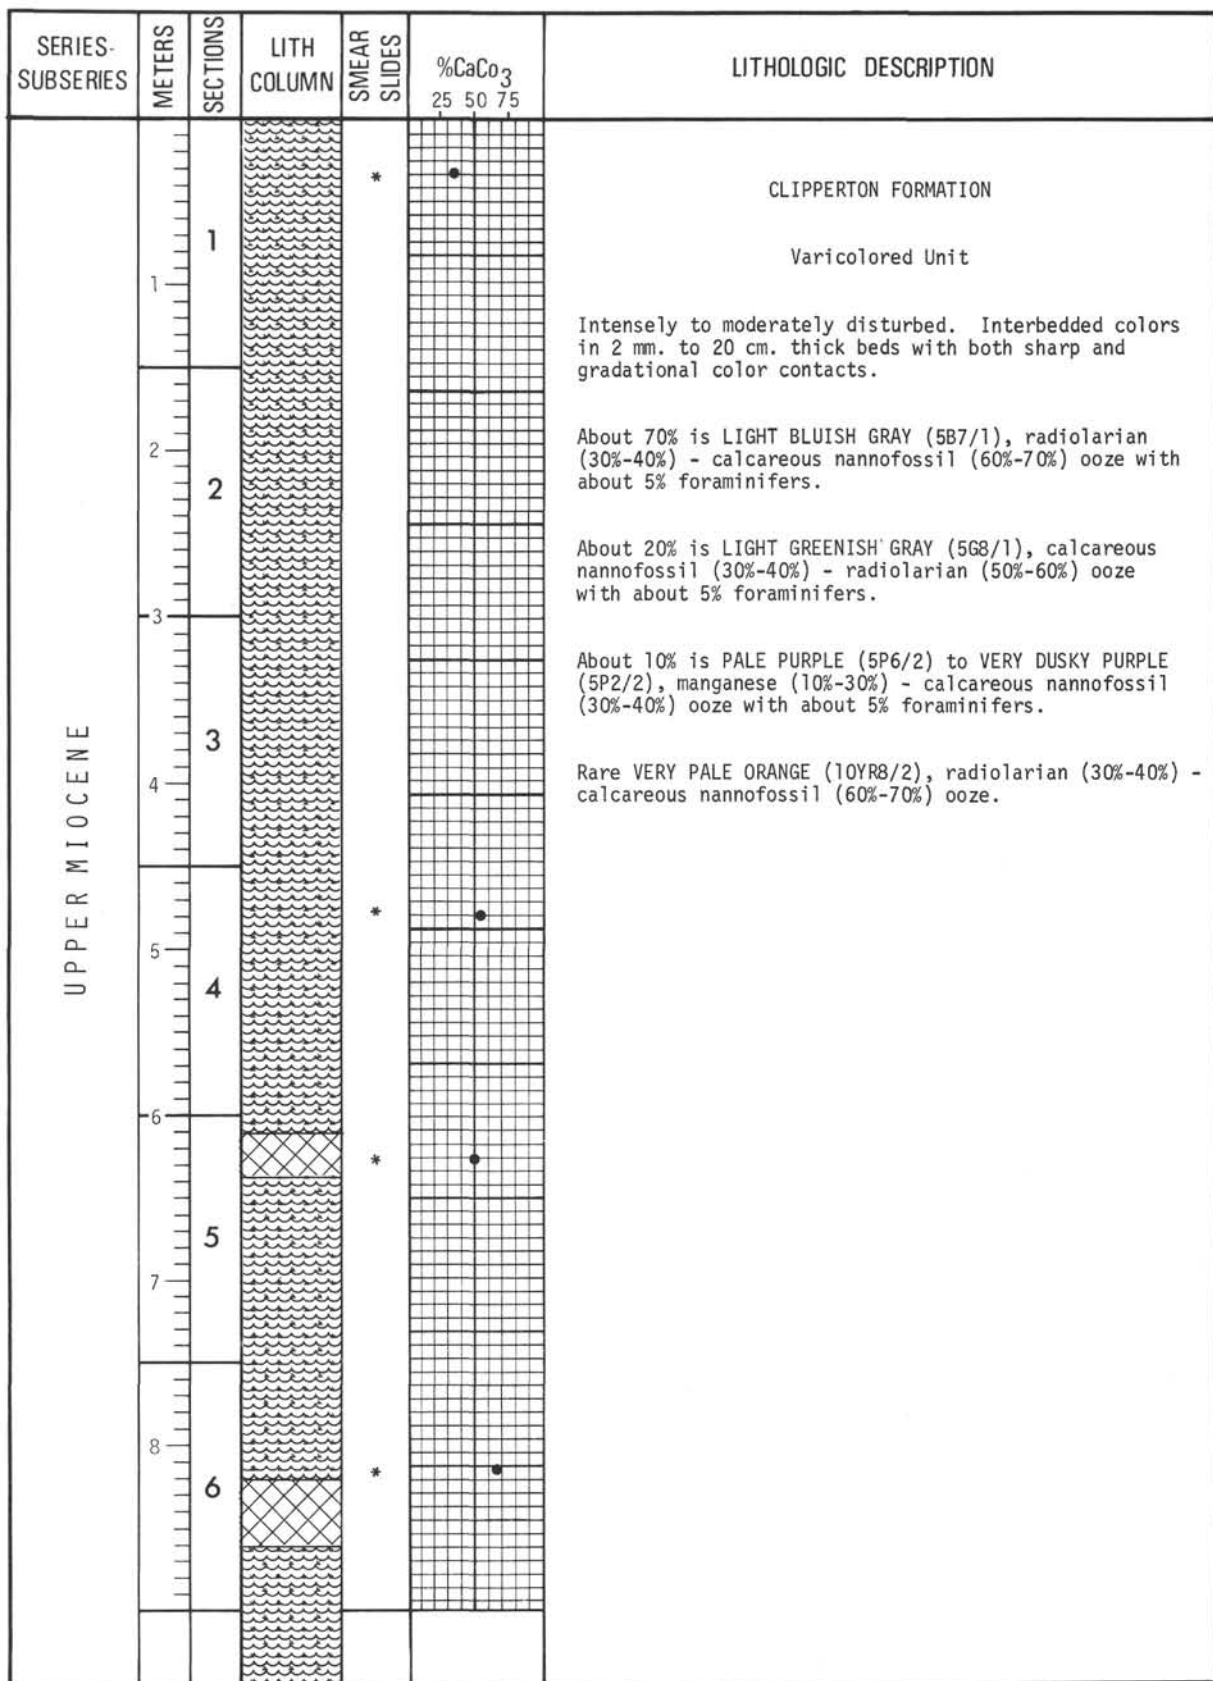 SERIES-
SUBSERIES
METERS
SECTIONS
LITH
COLUMN
SMEAR
SLIDES
%CaCo3
25 50 75
LITHOLOGIC DESCRIPTION
UPPER MIOCENE
1
2
3
4
5
6
7
8
1
2
3
4
5
6
*
*
*
*
CLIPPERTON FORMATION
Varicolored Unit
Intensely to moderately disturbed. Interbedded colors
in 2 mm. to 20 cm. thick beds with both sharp and
gradational color contacts.
About 70% is LIGHT BLUISH GRAY (5B7/1), radiolarian
(30%-40%) - calcareous nannofossil (60%-70%) ooze with
about 5% foraminifers.
About 20% is LIGHT GREENISH GRAY (5G8/1), calcareous
nannofossil (30%-40%) - radiolarian (50%-60%) ooze
with about 5% foraminifers.
About 10% is PALE PURPLE (5P6/2) to VERY DUSKY PURPLE
(5P2/2), manganese (10%-30%) - calcareous nannofossil
(30%-40%) ooze with about 5% foraminifers.
Rare VERY PALE ORANGE (10YR8/2), radiolarian (30%-40%) -
calcareous nannofossil (60%-70%) ooze.